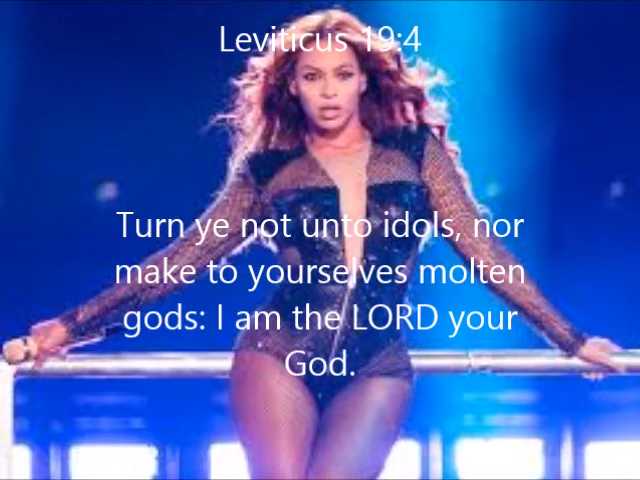 Leviticus 19:4
Turn ye not unto idols, nor
make to yourselves molten
gods: I am the LORD your
God.